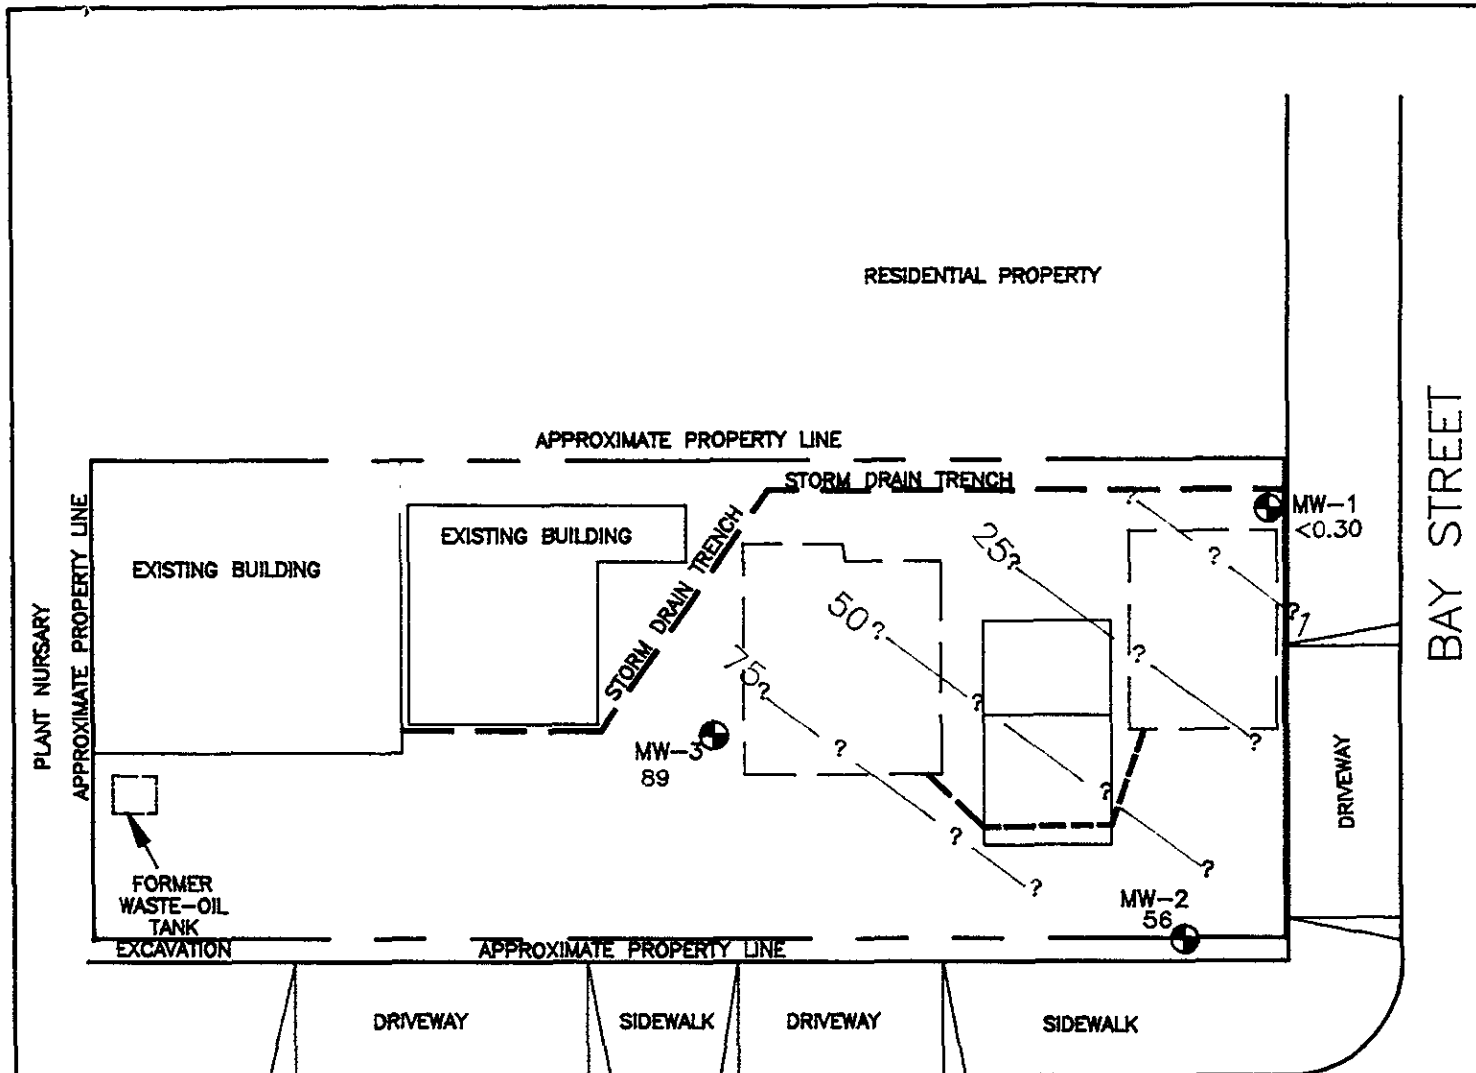 RESIDENTIAL PROPERTY
BAY STREET
APPROXIMATE PROPERTY LINE
STORM DRAIN TRENCH
MW-1
<0.30
EXISTING BUILDING
EXISTING BUILDING
STORM DRAIN TRENCH
PLANT NURSARY
APPROXIMATE PROPERTY LINE
?
?
?
1
25?
?
?
50?
?
?
?
75?
?
?
?
MW-3
89
DRIVEWAY
FORMER
WASTE-OIL
TANK
EXCAVATION
MW-2
56
APPROXIMATE PROPERTY LINE
DRIVEWAY
SIDEWALK
DRIVEWAY
SIDEWALK